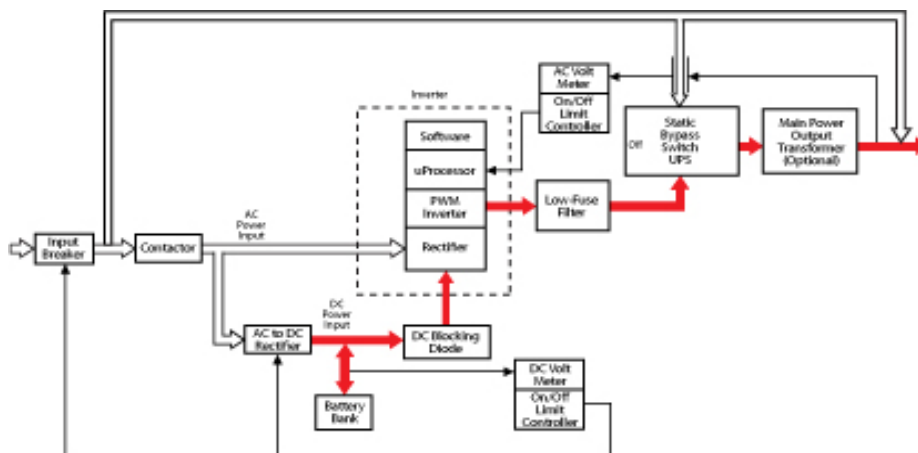 AC Volt
Meter
On/Off
Limit
Controller
Inverter
Software
uProcessor
PWM
Inverter
Rectifier
Off
Static
Bypass
Switch
UPS
Main Power
Output
Transformer
(Optional)
Low-Fuse
Filter
AC
Power
Input
Input
Breaker
Contactor
DC
Power
Input
AC to DC
Rectifier
DC Blocking
Diode
Battery
Bank
DC Volt
Meter
On/Off
Limit
Controller